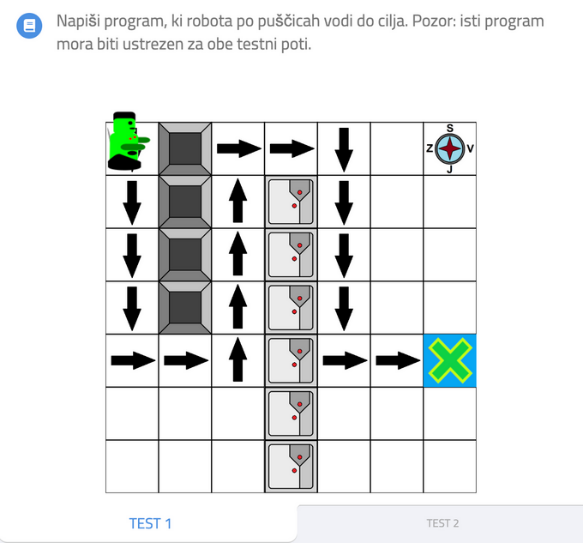 Napiši program, ki robota po puščicah vodi do cilja. Pozor: isti program
mora biti ustrezen za obe testni poti.
S
Z V
J
TEST 1 TEST 2